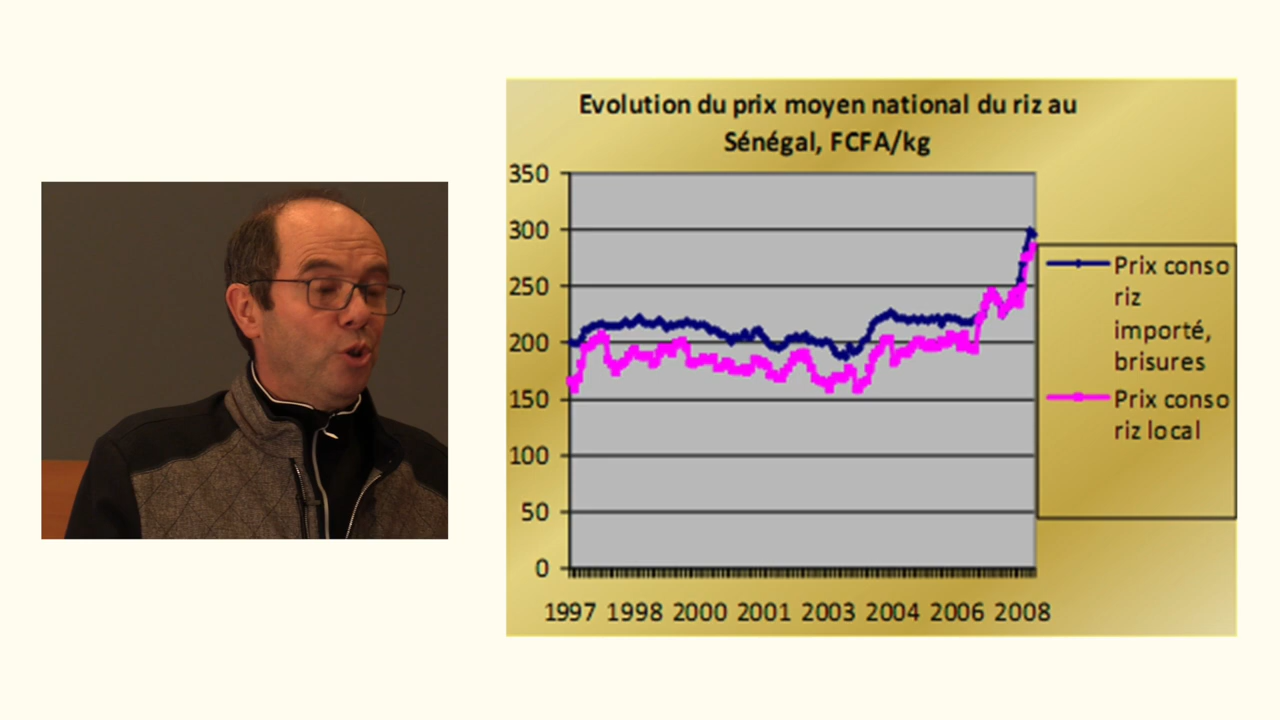 Evolution du prix moyen national du riz au
Sénégal, FCFA/kg
350
300
250
200
150
100
50
0
1997 1998 2000 2001 2003 2004 2006 2008
Prix conso
riz
importé,
brisures
Prix conso
riz local